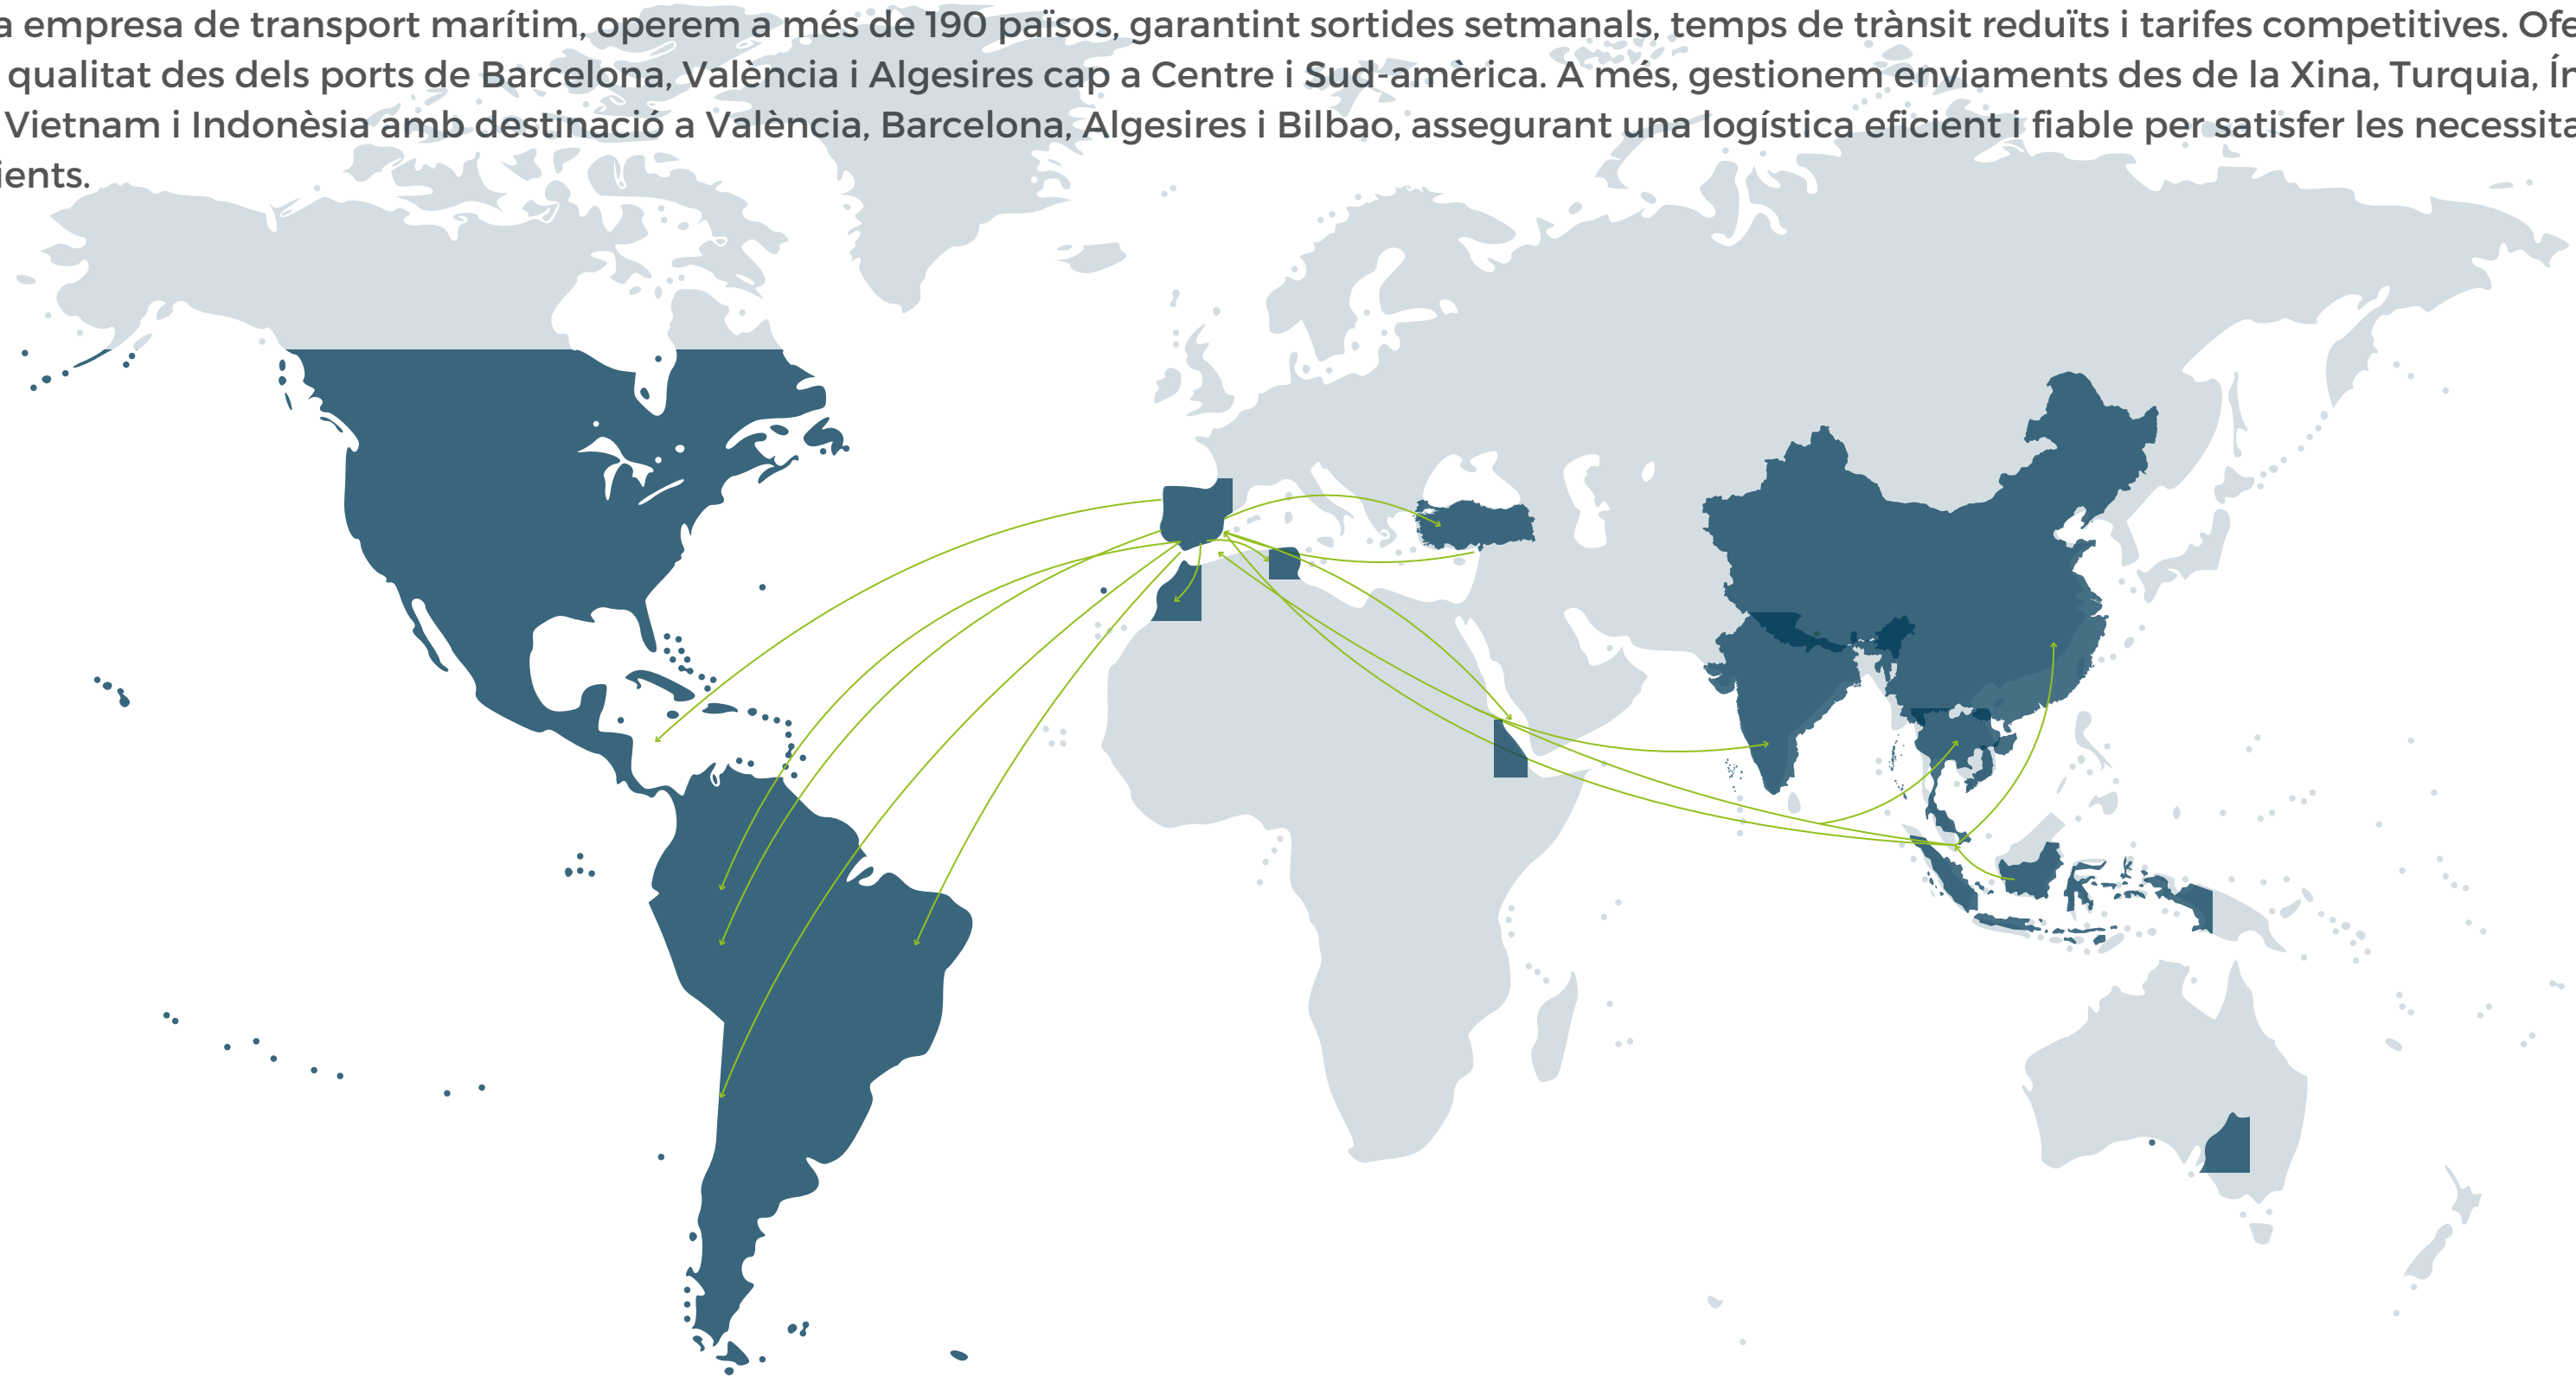 a empresa de transport marítim, operem a més de 190 països, garantint sortides setmanals, temps de trànsit reduïts i tarifes competitives. Ofe
qualitat des dels ports de Barcelona, València i Algesires cap a Centre i Sud-amèrica. A més, gestionem enviaments des de la Xina, Turquia, Ín
Vietnam i Indonèsia amb destinació a València, Barcelona, Algesires i Bilbao, assegurant una logística eficient i fiable per satisfer les necessita
ients.